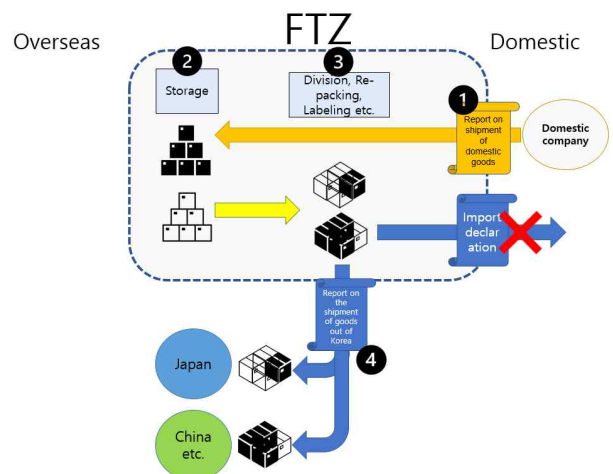 FTZ
Overseas
Domestic
2
Storage
3
Division, Re-
packing,
Labeling etc.
1
Report on
shipment
of
domestic
goods
Domestic
company
Import
declar
ation
Report on
the
shipment
of goods
out of
Korea
4
Japan
China
etc.